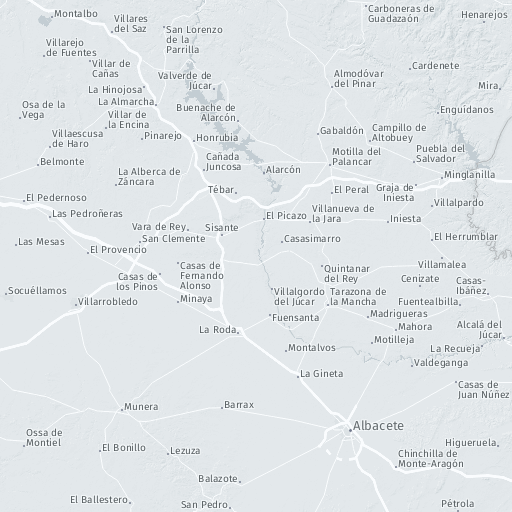 Montalbo
Villares
del Saz
San Lorenzo
de la
Parrilla
Carboneras de
Guadazaón
Henarejos
Villarejo
de Fuentes
Villar de
Cañas
Valverde de
Júcar
Almodóvar
del Pinar
Cardenete
Mira
La Hinojosa
La Almarcha
Osa de la
Vega
Buenache de
Alarcón
Enguídanos
Villar de
la Encina
Villaescusa
de Haro
Pinarejo
Honrubia
Gabaldón
Campillo de
Altobuey
Belmonte
Cañada
Juncosa
Motilla del
Palancar
Puebla del
Salvador
La Alberca de
Záncara
Alarcón
Minglanilla
El Pedernoso
Tébar
El Peral
Graja de
Iniesta
Villalpardo
Las Pedroñeras
El Picazo
Villanueva de
la Jara
Iniesta
Vara de Rey
Sisante
Las Mesas
San Clemente
Casasimarro
El Herrumblar
El Provencio
Villamalea
Casas de
los Pinos
Casas de
Fernando
Alonso
Quintanar
del Rey
Cenizate
Casas-
Ibáñez
Socuéllamos
Villarrobledo
Minaya
Villalgordo
del Júcar
Tarazona de
la Mancha
Fuentealbilla
Fuensanta
Madrigueras
La Roda
Mahora
Alcalá del
Júcar
Motilleja
Montalvos
La Recueja
Valdeganga
La Gineta
Casas de
Juan Núñez
Munera
Barrax
Albacete
Ossa de
Montiel
El Bonillo
Lezuza
Higueruela
Chinchilla de
Monte-Aragón
Balazote
El Ballestero
San Pedro
Pétrola